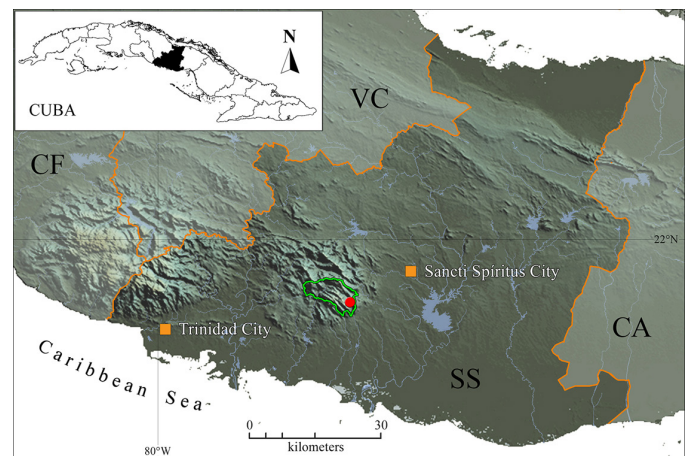 N
CUBA
VC
CF
22°N
Sancti Spíritus City
Trinidad City
CA
Caribbean Sea
SS
0 30
kilometers
80°W